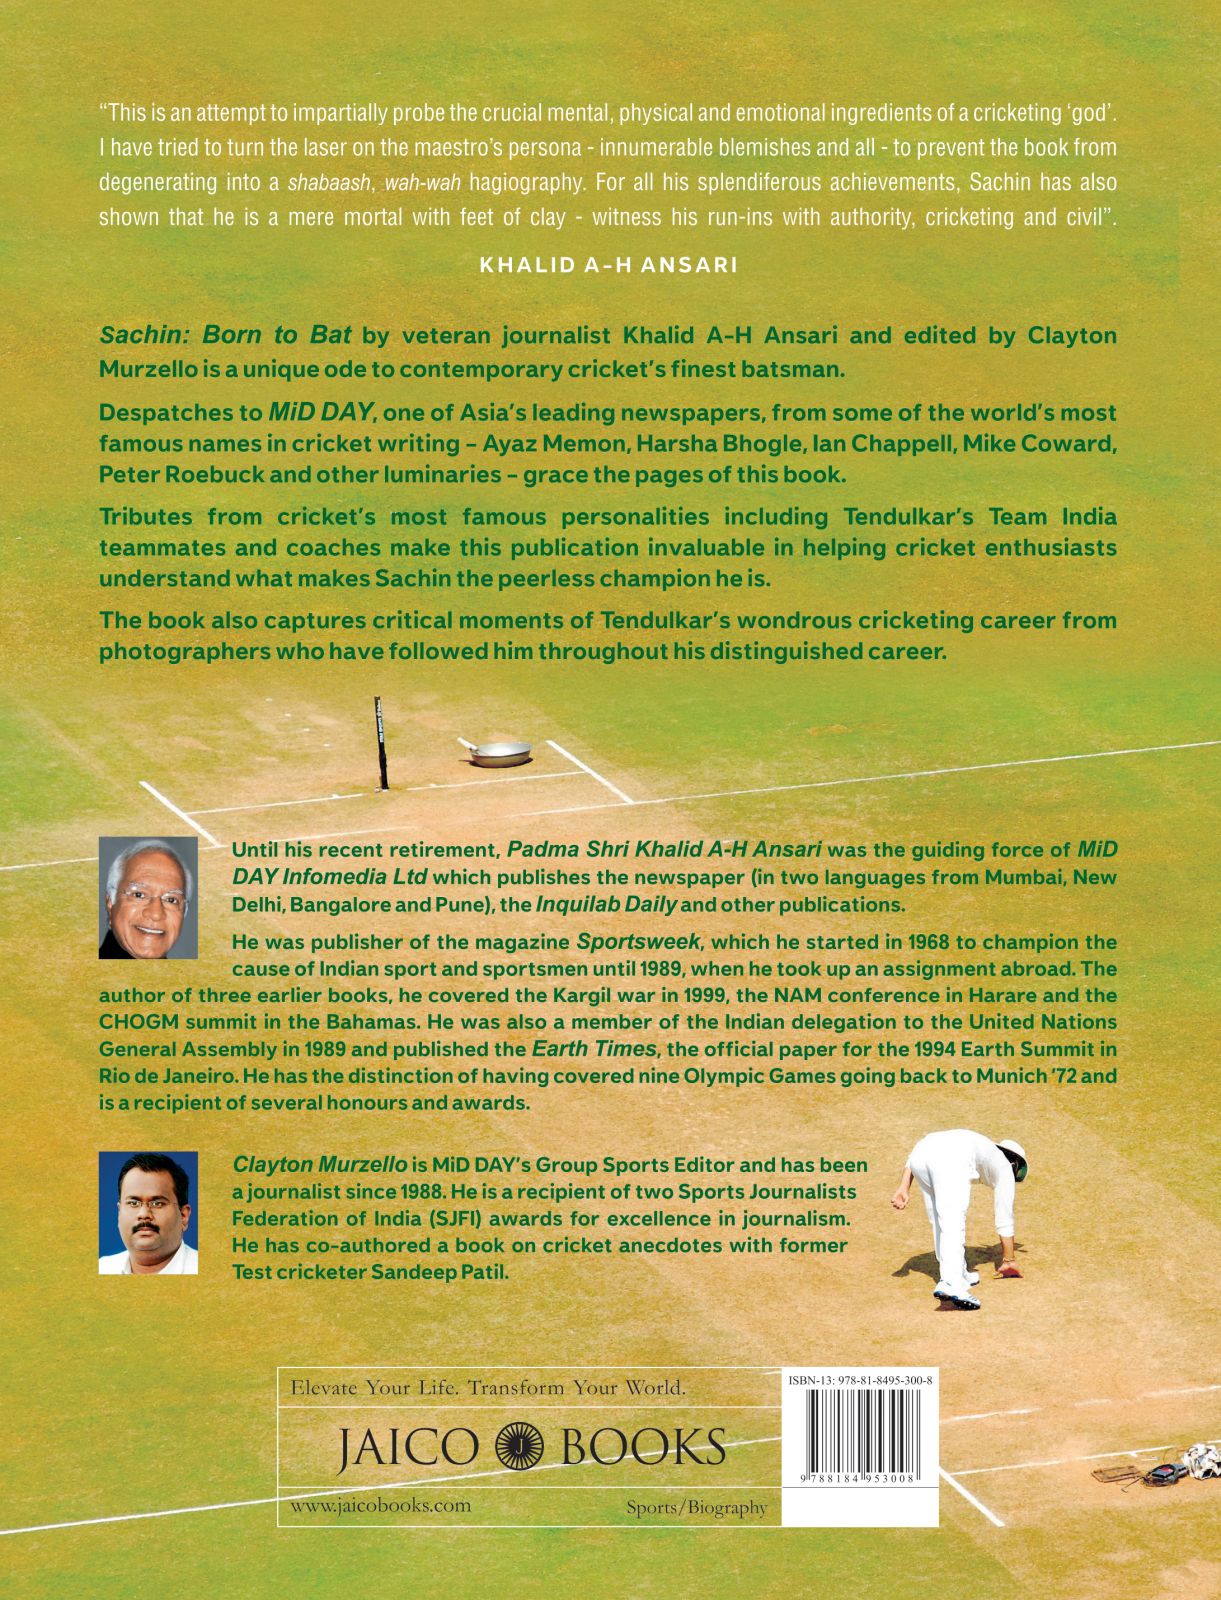 “This is an attempt to impartially probe the crucial mental, physical and emotional ingredients of a cricketing ‘god’.
I have tried to turn the laser on the maestro’s persona - innumerable blemishes and all - to prevent the book from
degenerating into a shabaash, wah-wah hagiography. For all his splendiferous achievements, Sachin has also
shown that he is a mere mortal with feet of clay - witness his run-ins with authority, cricketing and civil”.
KHALID A-H ANSARI
Sachin: Born to Bat by veteran journalist Khalid A-H Ansari and edited by Clayton
Murzello is a unique ode to contemporary cricket’s finest batsman.
Despatches to MiD DAY, one of Asia’s leading newspapers, from some of the world’s most
famous names in cricket writing – Ayaz Memon, Harsha Bhogle, Ian Chappell, Mike Coward,
Peter Roebuck and other luminaries – grace the pages of this book.
Tributes from cricket’s most famous personalities including Tendulkar’s Team India
teammates and coaches make this publication invaluable in helping cricket enthusiasts
understand what makes Sachin the peerless champion he is.
The book also captures critical moments of Tendulkar’s wondrous cricketing career from
photographers who have followed him throughout his distinguished career.
Until his recent retirement, Padma Shri Khalid A-H Ansari was the guiding force of MiD
DAY Infomedia Ltd which publishes the newspaper (in two languages from Mumbai, New
Delhi, Bangalore and Pune), the Inquilab Daily and other publications.
He was publisher of the magazine Sportsweek, which he started in 1968 to champion the
cause of Indian sport and sportsmen until 1989, when he took up an assignment abroad. The
author of three earlier books, he covered the Kargil war in 1999, the NAM conference in Harare and the
CHOGM summit in the Bahamas. He was also a member of the Indian delegation to the United Nations
General Assembly in 1989 and published the Earth Times, the official paper for the 1994 Earth Summit in
Rio de Janeiro. He has the distinction of having covered nine Olympic Games going back to Munich ’72 and
is a recipient of several honours and awards.
Clayton Murzello is MiD DAY’s Group Sports Editor and has been
a journalist since 1988. He is a recipient of two Sports Journalists
Federation of India (SJFI) awards for excellence in journalism.
He has co-authored a book on cricket anecdotes with former
Test cricketer Sandeep Patil.
Elevate Your Life. Transform Your World.
JAICO J BOOKS
www.jaicobooks.com
Sports/Biography
ISBN-13: 978-81-8495-300-8
9 788184 953008